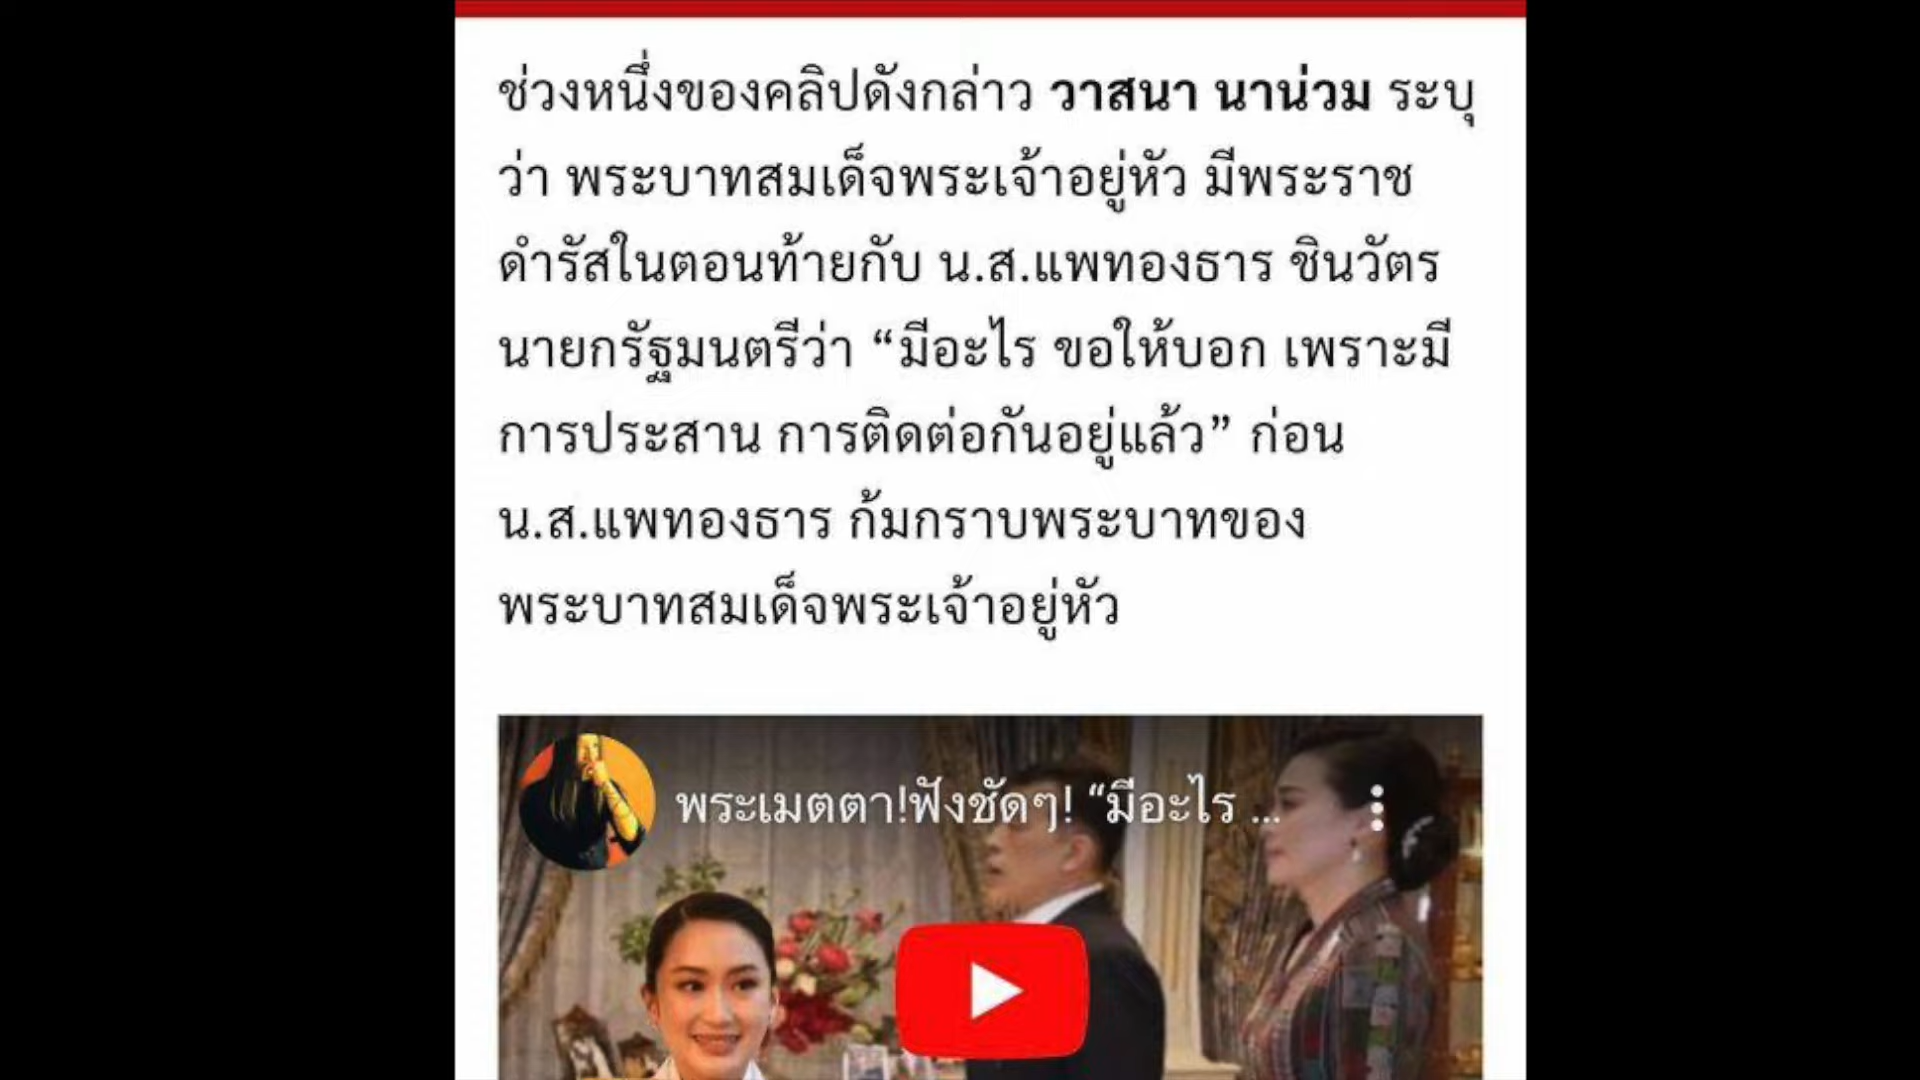 ช่วงหนึ่งของคลิปดังกล่าว วาสนา นาน่วม ระบุ
ว่า พระบาทสมเด็จพระเจ้าอยู่หัว มีพระราช
ดำรัสในตอนท้ายกับ น.ส.แพทองธาร ชินวัตร
นายกรัฐมนตรีว่า “มีอะไร ขอให้บอก เพราะมี
การประสาน การติดต่อกันอยู่แล้ว” ก่อน
น.ส.แพทองธาร ก้มกราบพระบาทของ
พระบาทสมเด็จพระเจ้าอยู่หัว
พระเมตตา!ฟังชัดๆ! “มีอะไร ...